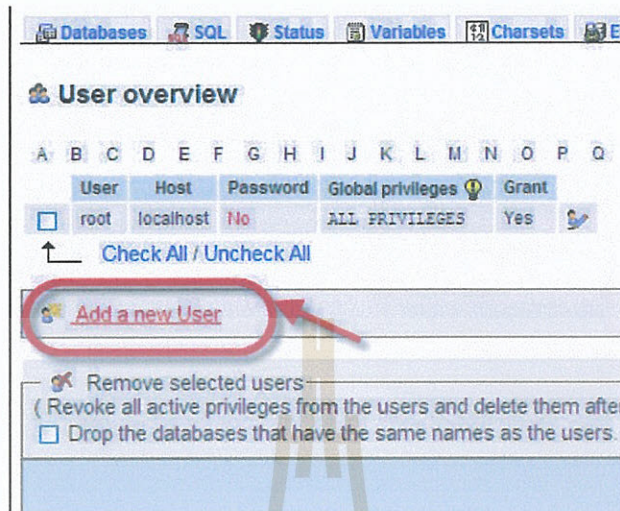 Databases SQL Status Variables Charsets
User overview
A B C D E F G H I J K L M N O P Q
User Host Password Global privileges Grant
root localhost No ALL PRIVILEGES Yes
Check All / Uncheck All
Add a new User
Remove selected users
( Revoke all active privileges from the users and delete them after
Drop the databases that have the same names as the users.